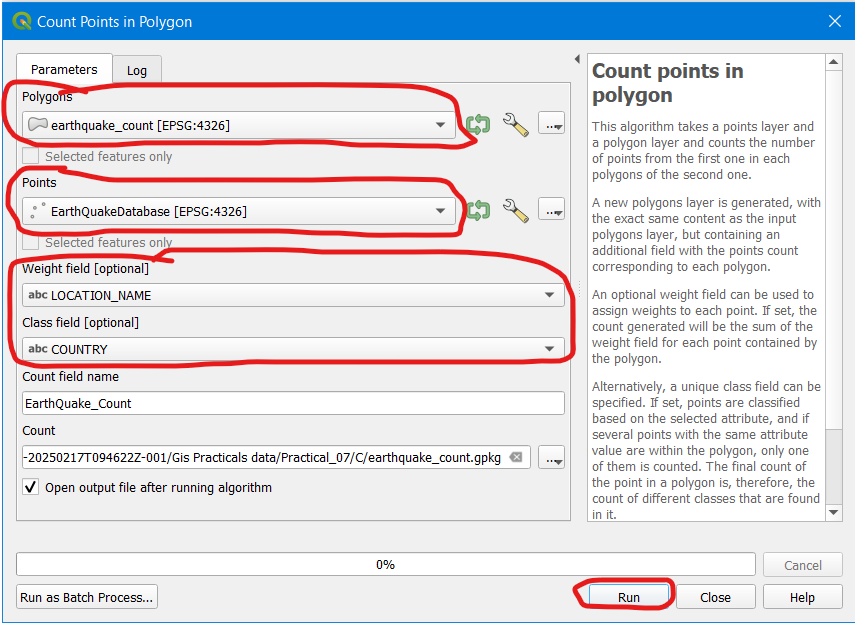 Count Points in Polygon
Parameters
Log
Polygons
earthquake_count [EPSG:4326]
...
Selected features only
Points
EarthQuakeDatabase [EPSG:4326]
...
Selected features only
Weight field [optional]
abc LOCATION_NAME
Class field [optional]
abc COUNTRY
Count field name
EarthQuake_Count
Count
-20250217T094622Z-001/Gis Practicals data/Practical_07/C/earthquake_count.gpkg
...
Open output file after running algorithm
Count points in
polygon
This algorithm takes a points layer and
a polygon layer and counts the number
of points from the first one in each
polygons of the second one.
A new polygons layer is generated, with
the exact same content as the input
polygons layer, but containing an
additional field with the points count
corresponding to each polygon.
An optional weight field can be used to
assign weights to each point. If set, the
count generated will be the sum of the
weight field for each point contained by
the polygon.
Alternatively, a unique class field can be
specified. If set, points are classified
based on the selected attribute, and if
several points with the same attribute
value are within the polygon, only one
of them is counted. The final count of
the point in a polygon is, therefore, the
count of different classes that are found
in it.
0%
Cancel
Run as Batch Process...
Run
Close
Help